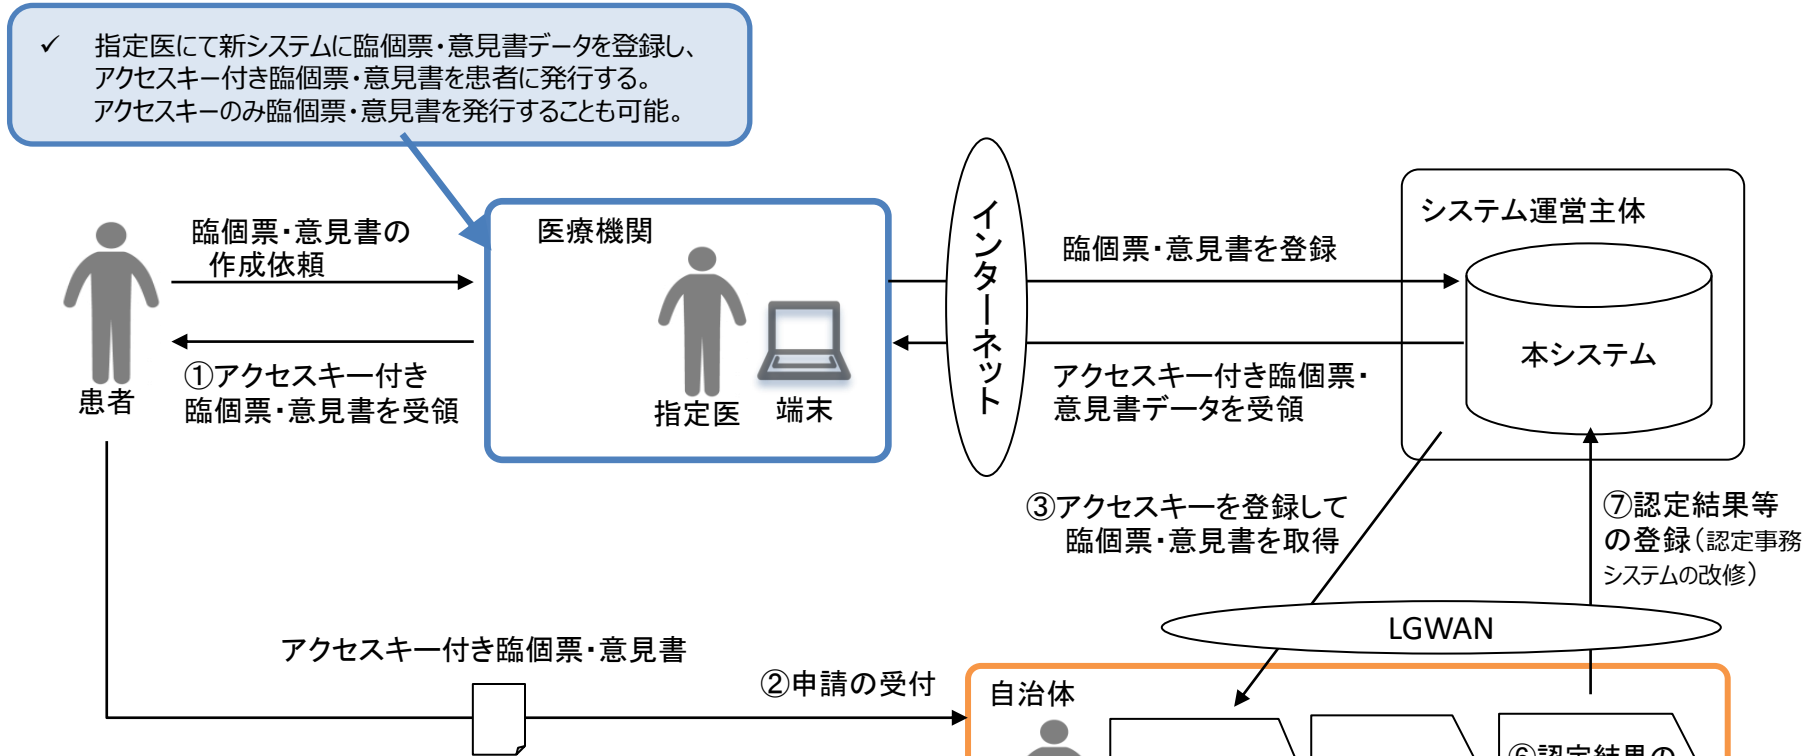 ✓ 指定医にて新システムに臨個票・意見書データを登録し、
アクセスキー付き臨個票・意見書を患者に発行する。
アクセスキーのみ臨個票・意見書を発行することも可能。
臨個票・意見書の
作成依頼
①アクセスキー付き
臨個票・意見書を受領
患者
医療機関
指定医
端末
インターネット
臨個票・意見書を登録
アクセスキー付き臨個票・
意見書データを受領
システム運営主体
本システム
③アクセスキーを登録して
臨個票・意見書を取得
⑦認定結果等
の登録（認定事務
システムの改修）
LGWAN
アクセスキー付き臨個票・意見書
②申請の受付
自治体
⑥認定結果の